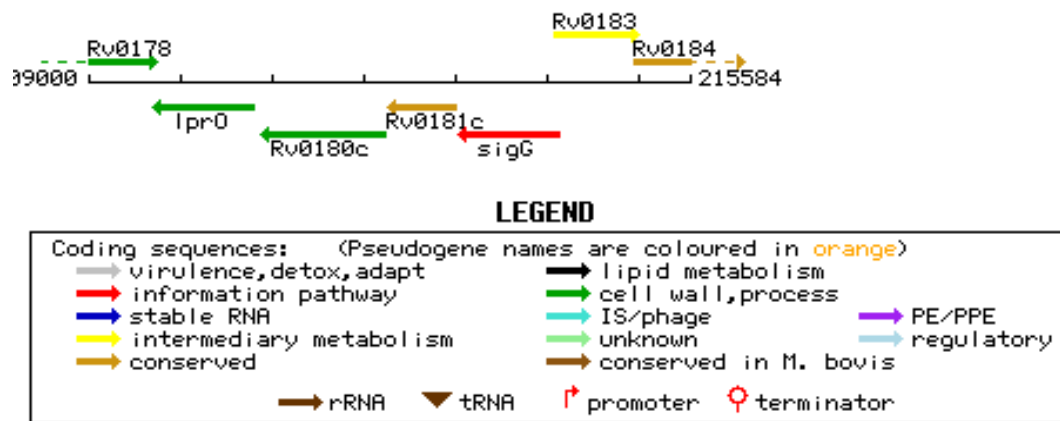 Rv0183
Rv0178 Rv0184
09000 215584
lprO Rv0180c Rv0181c sigG
LEGEND
Coding sequences: (Pseudogene names are coloured in orange)
virulence,detox,adapt lipid metabolism
information pathway cell wall,process
stable RNA IS/phage PE/PPE
intermediary metabolism unknown regulatory
conserved conserved in M. bovis
rRNA tRNA promoter terminator